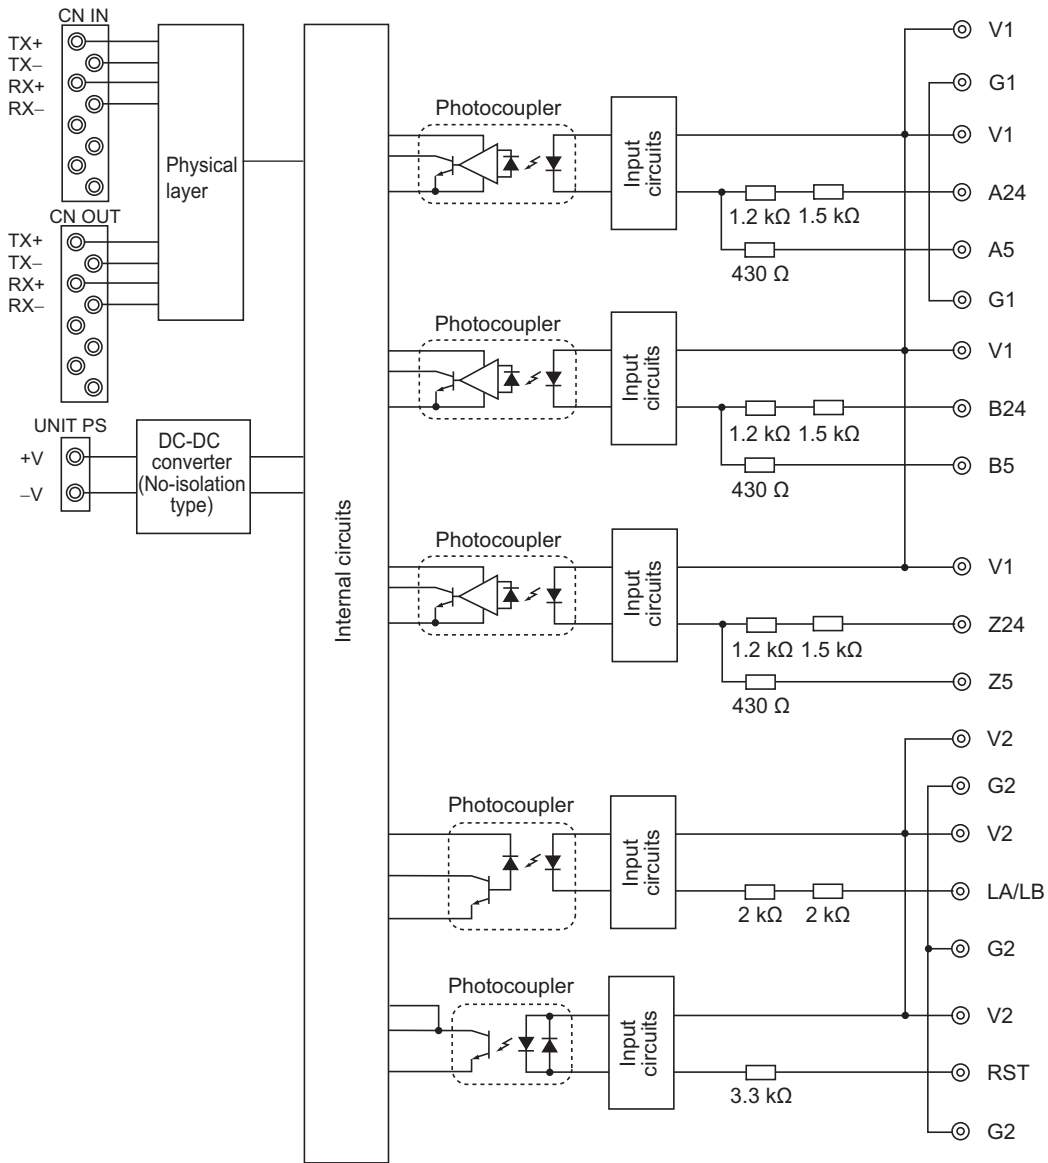 CN IN
TX+
TX–
RX+
RX–
Physical
layer
CN OUT
TX+
TX–
RX+
RX–
UNIT PS
+V
–V
DC-DC
converter
(No-isolation
type)
Internal circuits
Photocoupler
Input
circuits
1.2 kΩ
1.5 kΩ
430 Ω
V1
G1
V1
A24
A5
G1
Photocoupler
Input
circuits
1.2 kΩ
1.5 kΩ
430 Ω
V1
B24
B5
Photocoupler
Input
circuits
1.2 kΩ
1.5 kΩ
430 Ω
V1
Z24
Z5
Photocoupler
Input
circuits
2 kΩ
2 kΩ
V2
G2
V2
LA/LB
G2
Photocoupler
Input
circuits
3.3 kΩ
V2
RST
G2